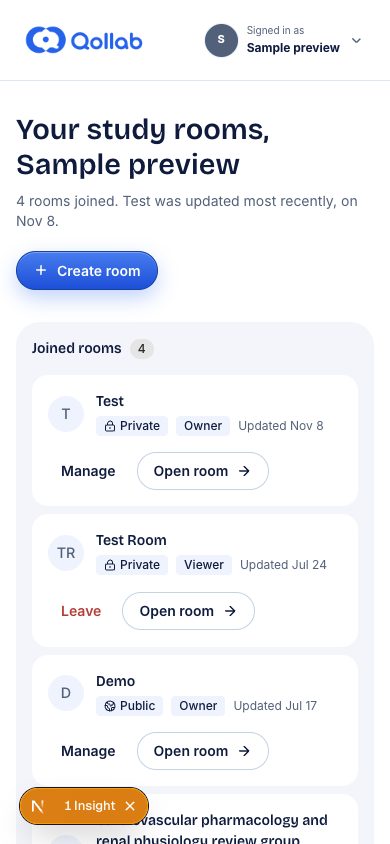 Qollab
S
Signed in as
Sample preview
Your study rooms,
Sample preview
4 rooms joined. Test was updated most recently, on
Nov 8.
+ Create room
Joined rooms 4
T
Test
Private Owner Updated Nov 8
Manage Open room →
TR
Test Room
Private Viewer Updated Jul 24
Leave Open room →
D
Demo
Public Owner Updated Jul 17
Manage Open room →
N 1 Insight ×
vascular pharmacology and
renal physiology review group